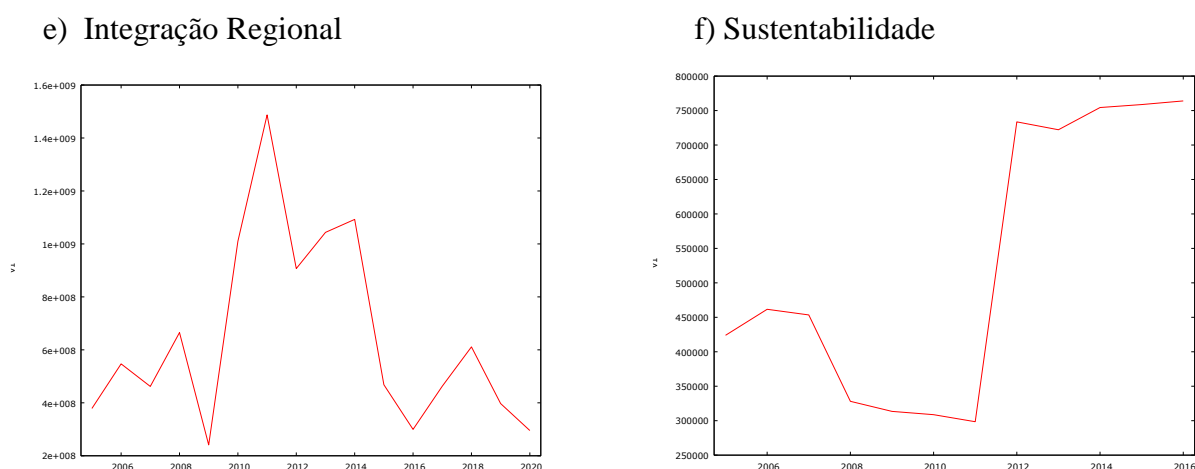 e) Integração Regional
f) Sustentabilidade
1.6e+009
1.4e+009
1.2e+009
1e+009
8e+008
6e+008
4e+008
2e+008
v1
2006 2008 2010 2012 2014 2016 2018 2020
800000
750000
700000
650000
600000
550000
500000
450000
400000
350000
300000
250000
v1
2006 2008 2010 2012 2014 2016